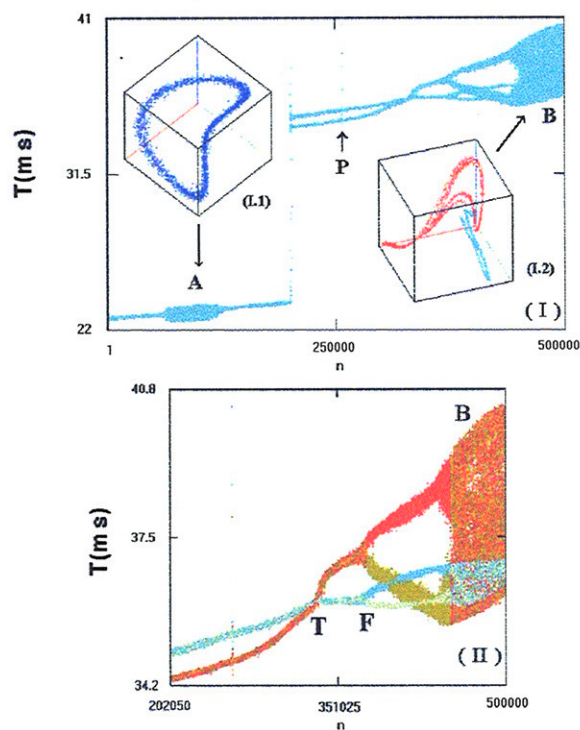 41
T(ms)
31.5
22
(I.1)
A
P
B
(I.2)
(I)
1
250000
500000
n
40.8
T(ms)
37.5
34.2
B
T
F
(II)
202050
351025
500000
n